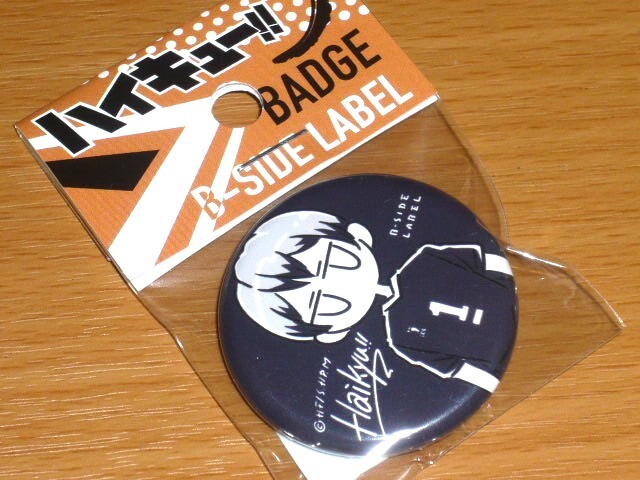 ハイキュー!!
BADGE
B-SIDE LABEL
B-SIDE
LABEL
1
Haikyu!!